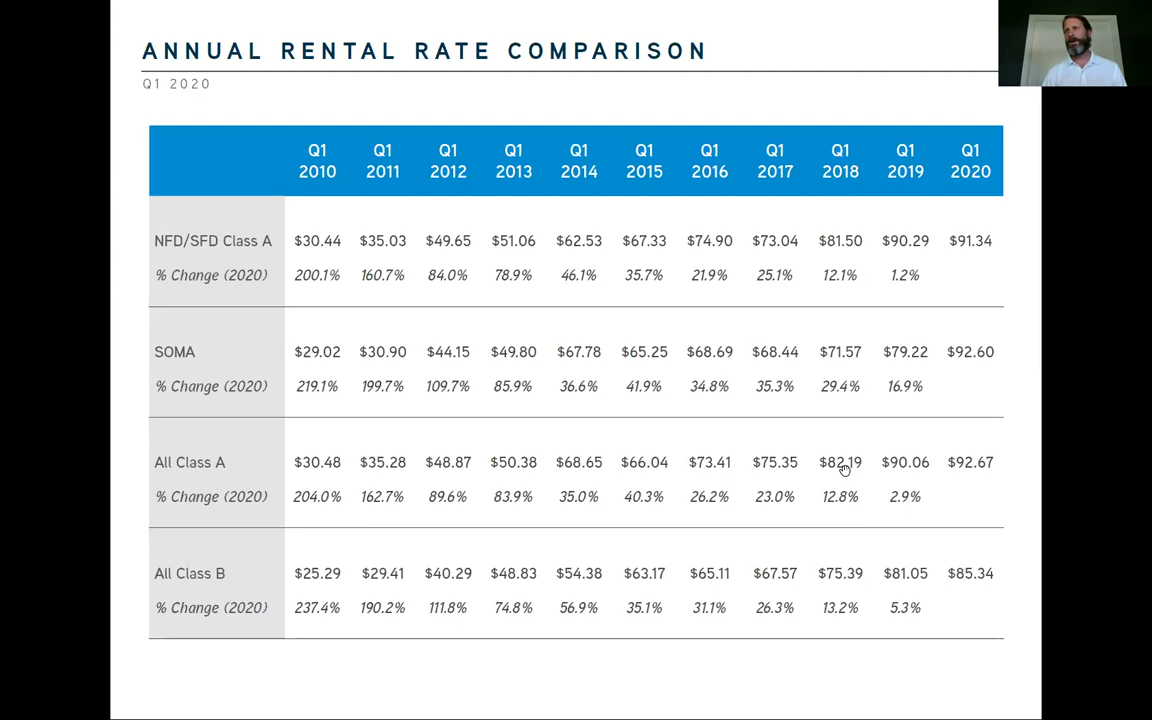 ANNUAL RENTAL RATE COMPARISON
Q1 2020
Q1 2010 Q1 2011 Q1 2012 Q1 2013 Q1 2014 Q1 2015 Q1 2016 Q1 2017 Q1 2018 Q1 2019 Q1 2020
NFD/SFD Class A $30.44 $35.03 $49.65 $51.06 $62.53 $67.33 $74.90 $73.04 $81.50 $90.29 $91.34
% Change (2020) 200.1% 160.7% 84.0% 78.9% 46.1% 35.7% 21.9% 25.1% 12.1% 1.2%
SOMA $29.02 $30.90 $44.15 $49.80 $67.78 $65.25 $68.69 $68.44 $71.57 $79.22 $92.60
% Change (2020) 219.1% 199.7% 109.7% 85.9% 36.6% 41.9% 34.8% 35.3% 29.4% 16.9%
All Class A $30.48 $35.28 $48.87 $50.38 $68.65 $66.04 $73.41 $75.35 $82.19 $90.06 $92.67
% Change (2020) 204.0% 162.7% 89.6% 83.9% 35.0% 40.3% 26.2% 23.0% 12.8% 2.9%
All Class B $25.29 $29.41 $40.29 $48.83 $54.38 $63.17 $65.11 $67.57 $75.39 $81.05 $85.34
% Change (2020) 237.4% 190.2% 111.8% 74.8% 56.9% 35.1% 31.1% 26.3% 13.2% 5.3%